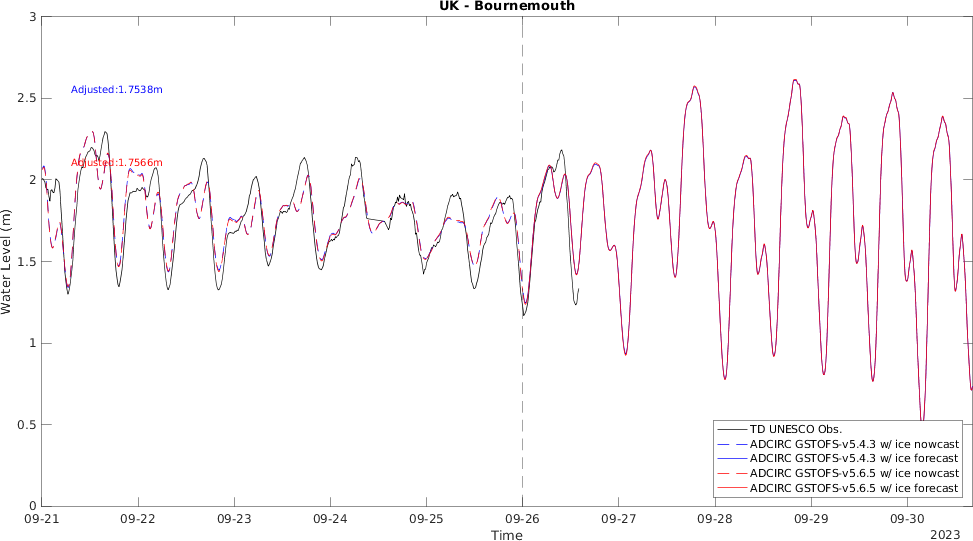 UK - Bournemouth
3
2.5
2
1.5
1
0.5
0
Water Level (m)
Adjusted:1.7538m
Adjusted:1.7566m
TD UNESCO Obs.
ADCIRC GSTOFS-v5.4.3 w/ ice nowcast
ADCIRC GSTOFS-v5.4.3 w/ ice forecast
ADCIRC GSTOFS-v5.6.5 w/ ice nowcast
ADCIRC GSTOFS-v5.6.5 w/ ice forecast
09-21 09-22 09-23 09-24 09-25 09-26 09-27 09-28 09-29 09-30
Time
2023